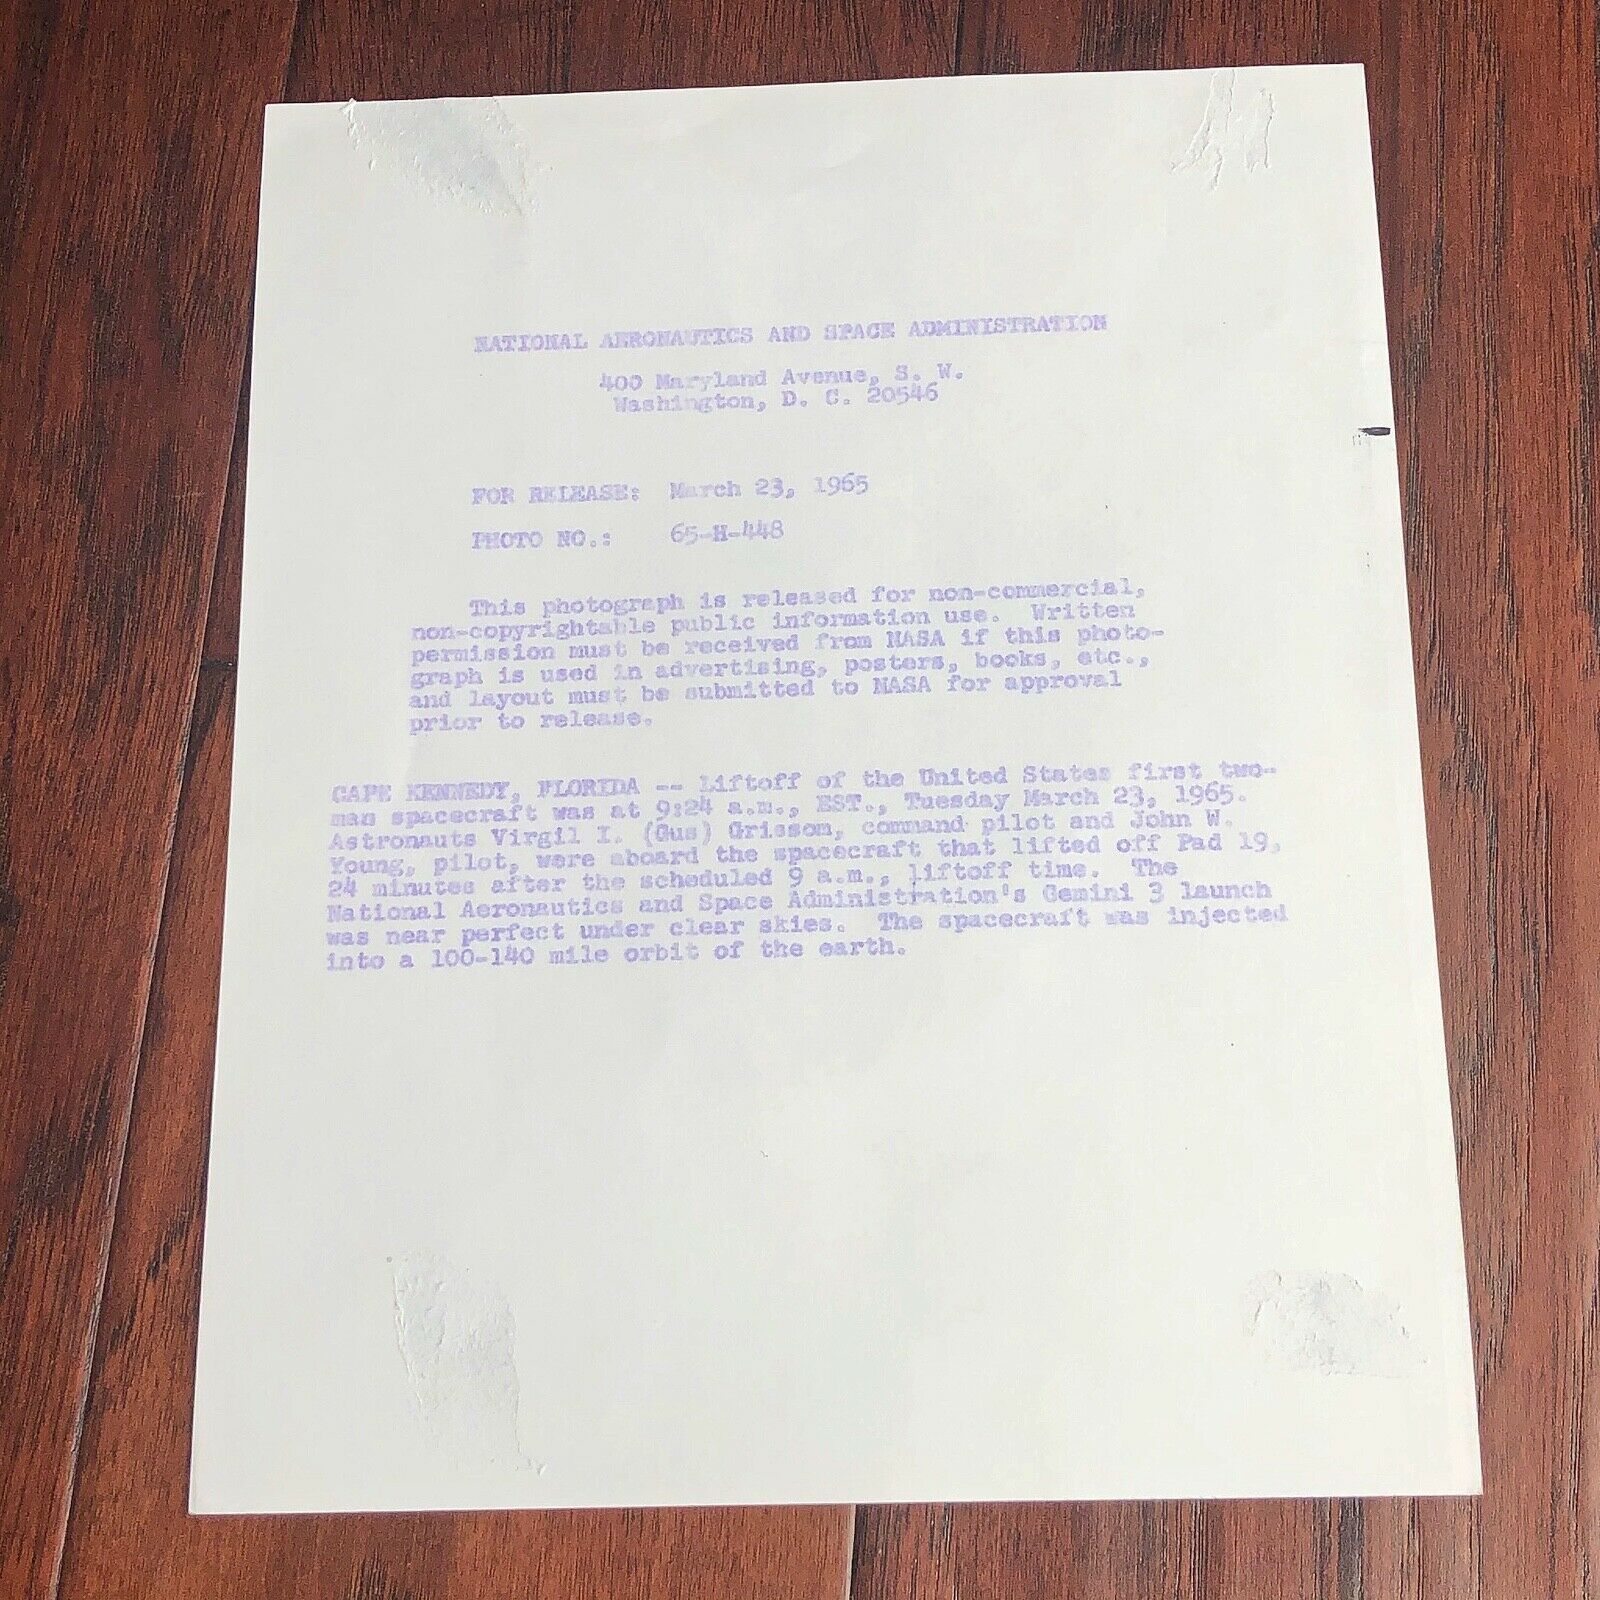 NATIONAL AERONAUTICS AND SPACE ADMINISTRATION
400 Maryland Avenue, S. W.
Washington, D. C. 20546
FOR RELEASE: March 23, 1965
PHOTO NO.: 65-H-448
This photograph is released for non-commercial,
non-copyrightable public information use. Written
permission must be received from NASA if this photo-
graph is used in advertising, posters, books, etc.,
and layout must be submitted to NASA for approval
prior to release.
CAPE KENNEDY, FLORIDA -- Liftoff of the United States first two-
man spacecraft was at 9:24 a.m., EST., Tuesday March 23, 1965.
Astronauts Virgil I. (Gus) Grissom, command pilot and John W.
Young, pilot, were aboard the spacecraft that lifted off Pad 19,
24 minutes after the scheduled 9 a.m., liftoff time. The
National Aeronautics and Space Administration's Gemini 3 launch
was near perfect under clear skies. The spacecraft was injected
into a 100-140 mile orbit of the earth.